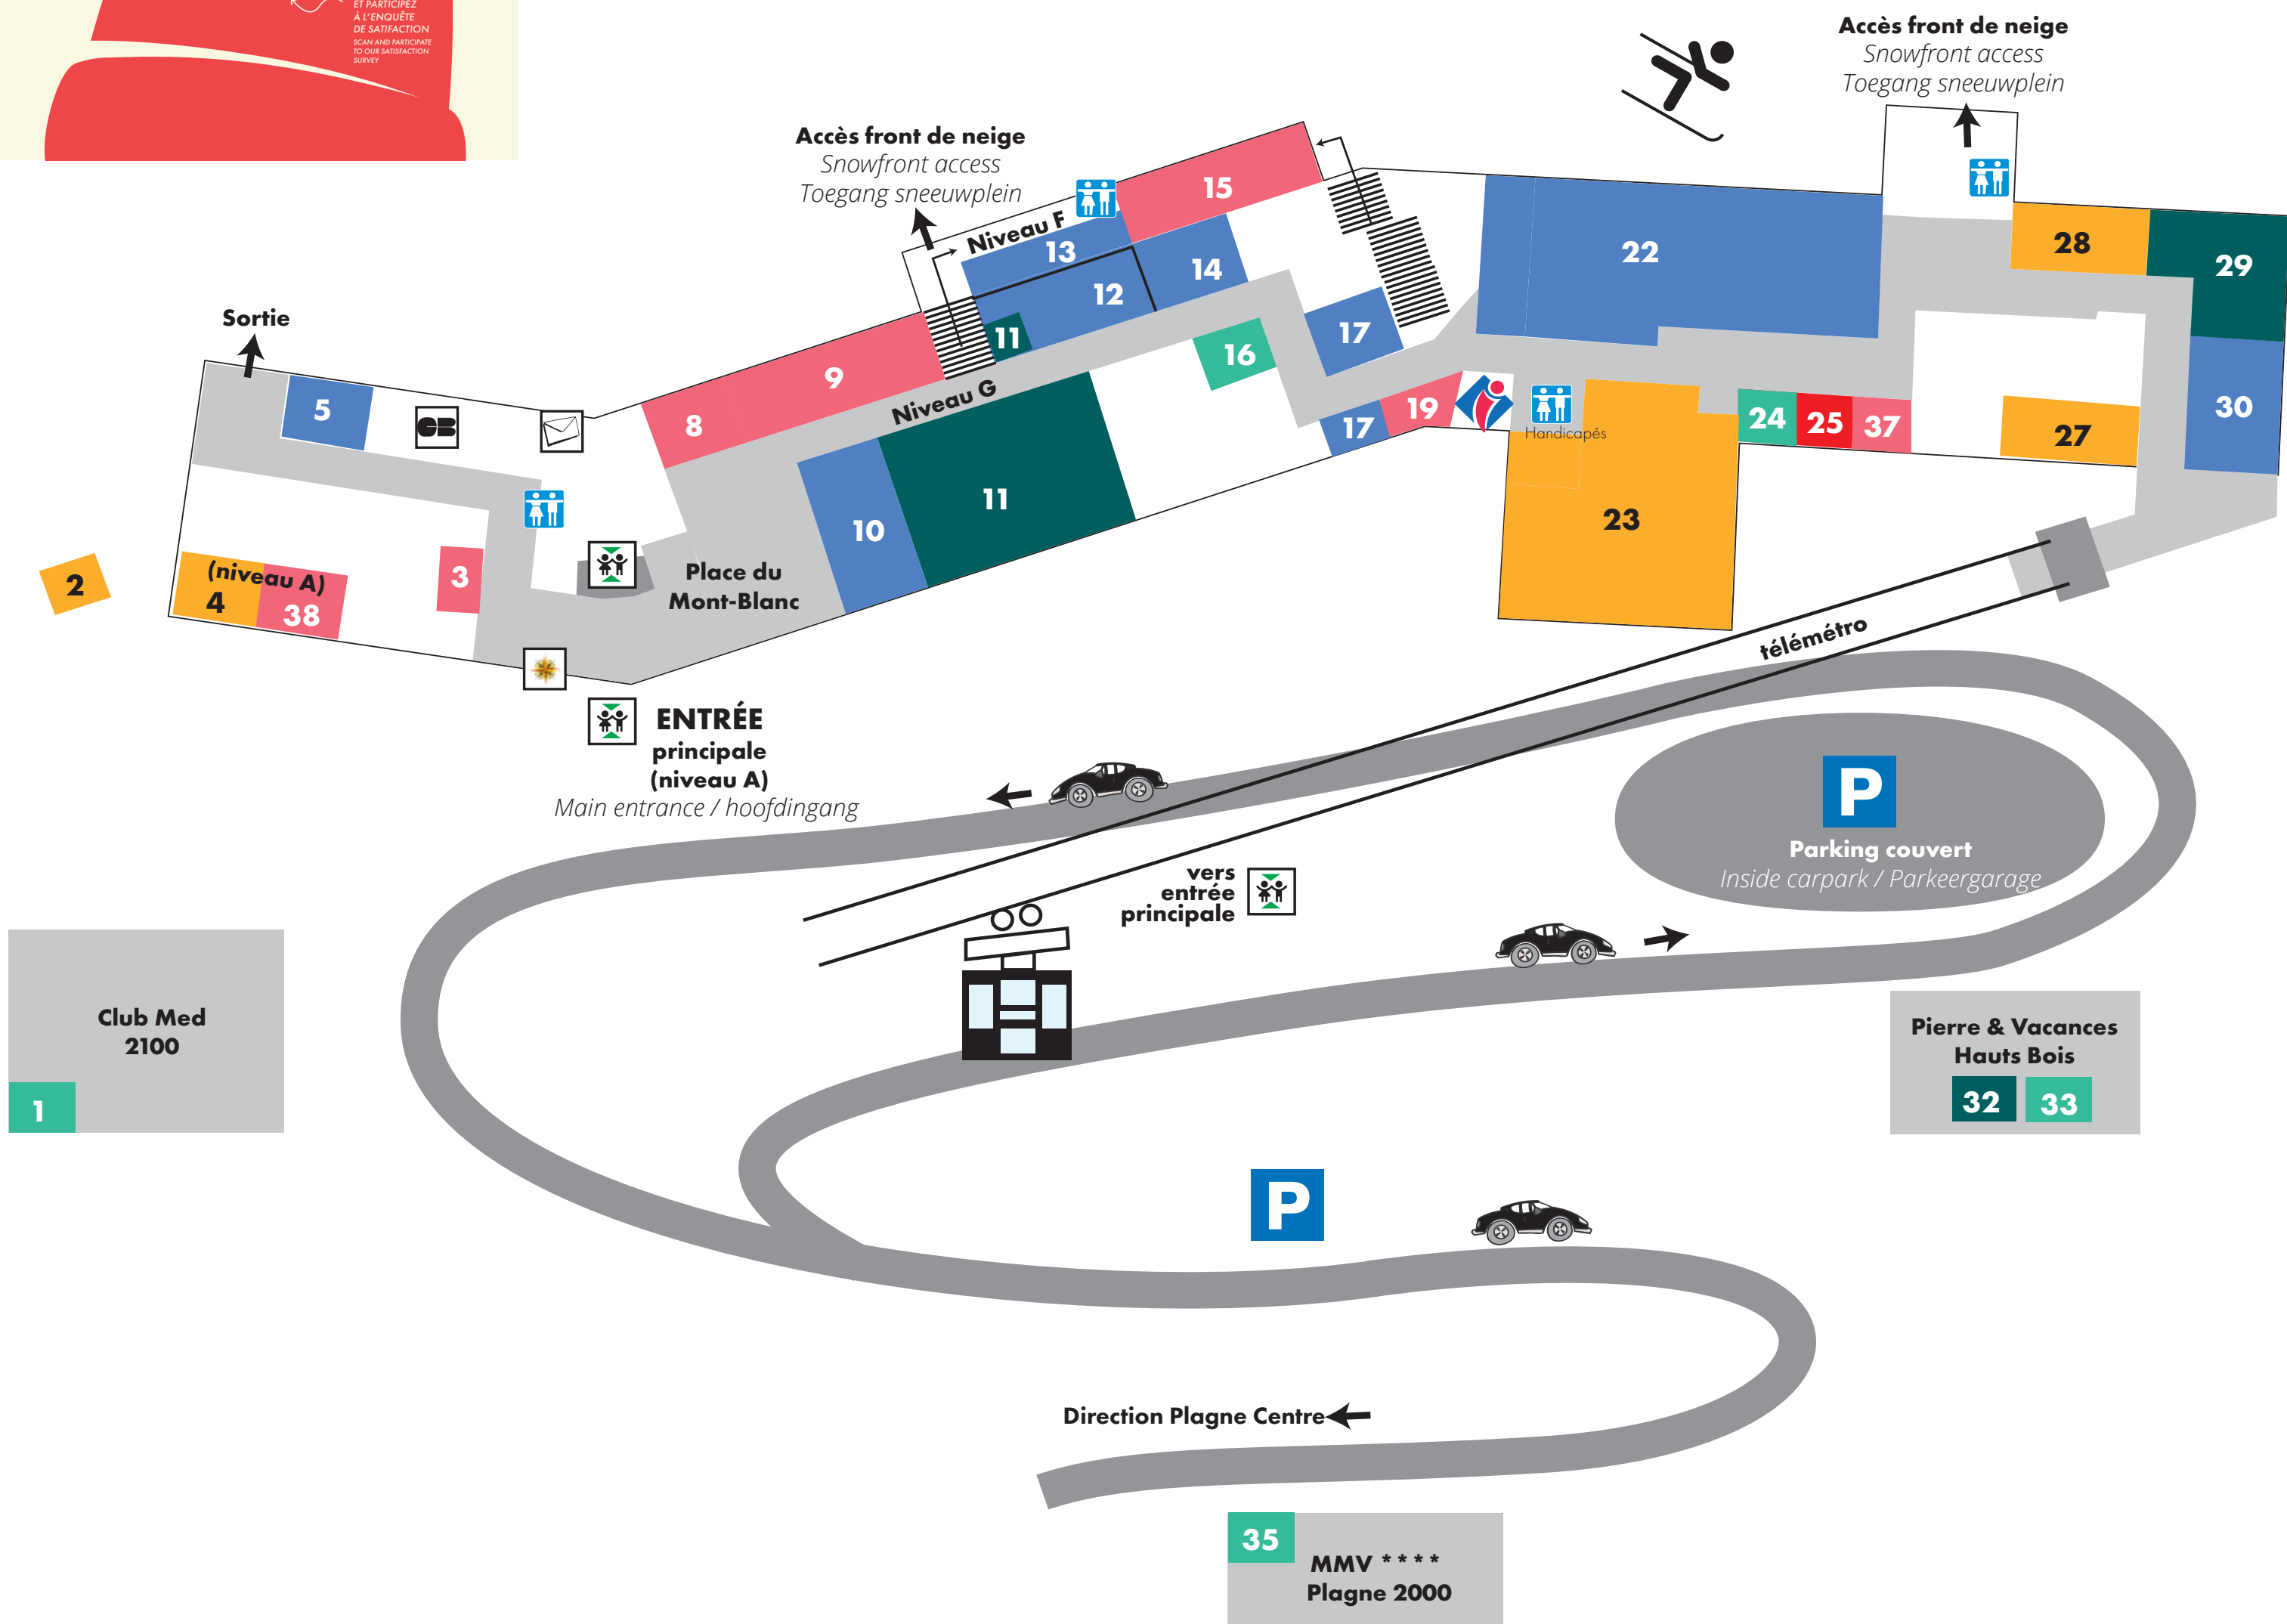 ET PARTICIPEZ
À L'ENQUÊTE
DE SATIFACTION
SCAN AND PARTICIPATE
TO OUR SATISFACTION
SURVEY
Accès front de neige
Snowfront access
Toegang sneeuwplein
Accès front de neige
Snowfront access
Toegang sneeuwplein
Niveau F
15
13
14
12
11
22
28
29
Sortie
5
CB
8
9
Niveau G
16
17
17
19
Handicapés
24
25
37
27
30
10
11
23
2
(niveau A)
4
38
3
Place du
Mont-Blanc
télémétro
ENTRÉE
principale
(niveau A)
Main entrance / hoofdingang
P
Parking couvert
Inside carpark / Parkeergarage
vers
entrée
principale
Club Med
2100
1
Pierre & Vacances
Hauts Bois
32
33
P
Direction Plagne Centre
35
MMV ****
Plagne 2000